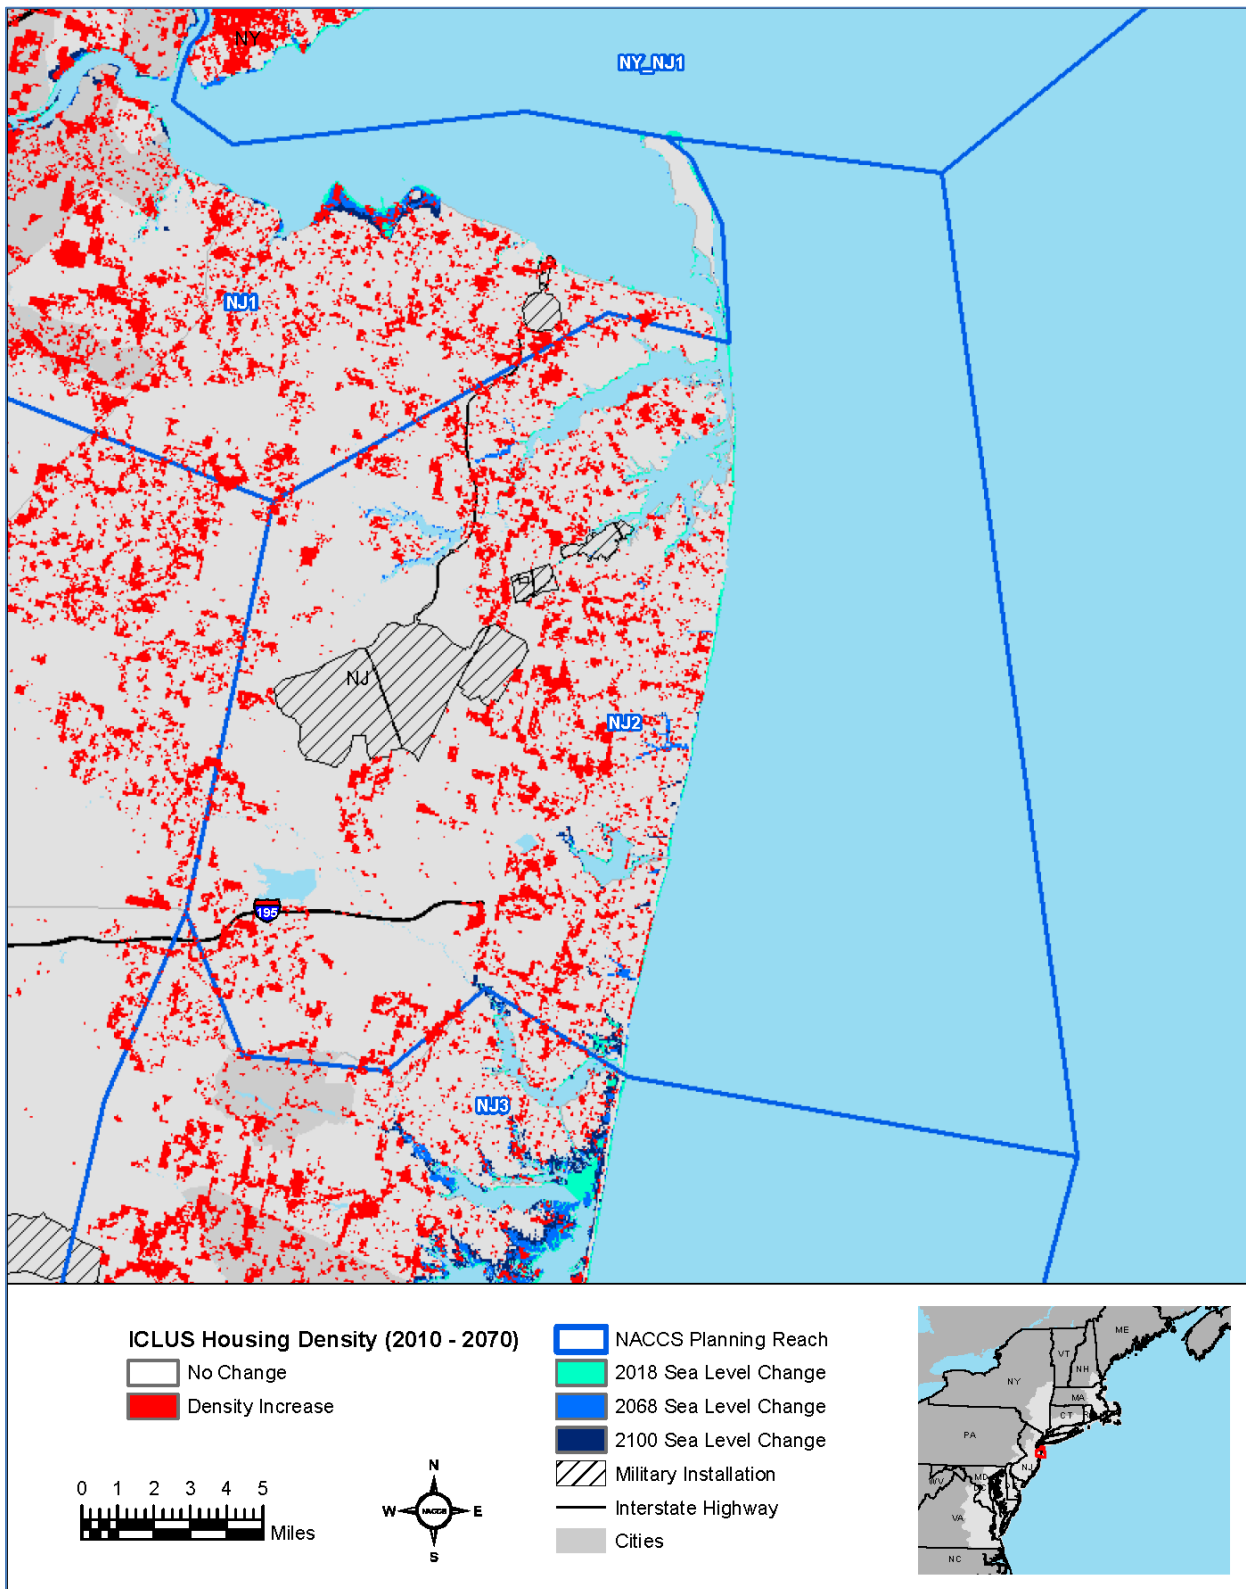 NY
NY_NJ1
NJ1
NJ
NJ2
195
NJ3
ICLUS Housing Density (2010 - 2070)
No Change
Density Increase
0 1 2 3 4 5
Miles
N
W NACCS E
S
NACCS Planning Reach
2018 Sea Level Change
2068 Sea Level Change
2100 Sea Level Change
Military Installation
Interstate Highway
Cities
ME
VT
NH
NY
MA
CT
PA
NJ
MD
WV
VA
NC